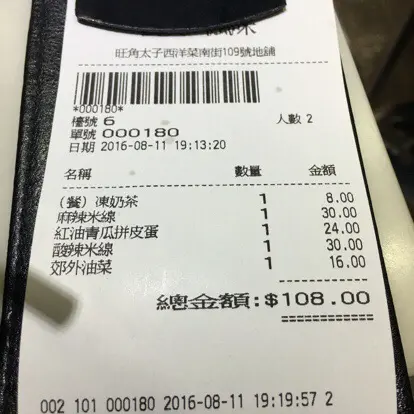 旺角太子西洋菜南街109號地舖
*000180*
檯號 6 人數 2
單號 000180
日期 2016-08-11 19:13:20
名稱 數量 金額
(餐) 凍奶茶 1 8.00
麻辣米線 1 30.00
紅油青瓜拼皮蛋 1 24.00
酸辣米線 1 30.00
郊外油菜 1 16.00
總金額:$108.00
002 101 000180 2016-08-11 19:19:57 2